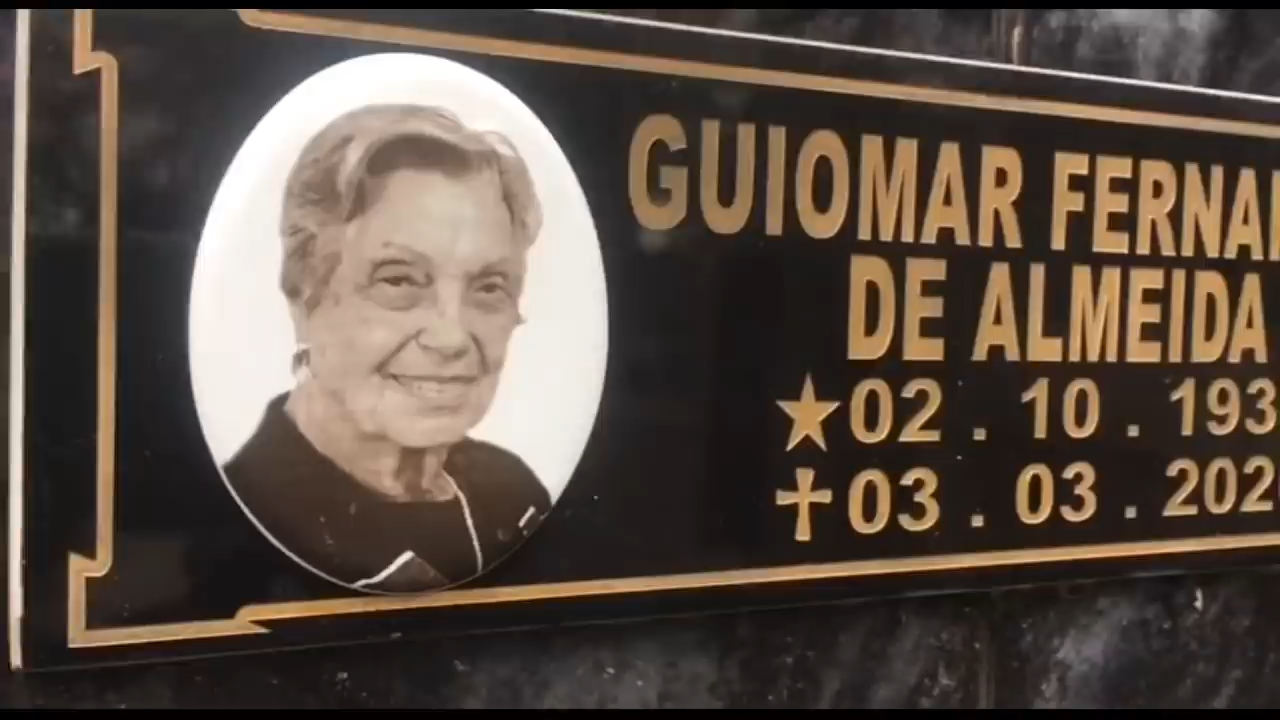 GUIOMAR FERNA
DE ALMEIDA
★02 . 10 . 193
✝03 . 03 . 202